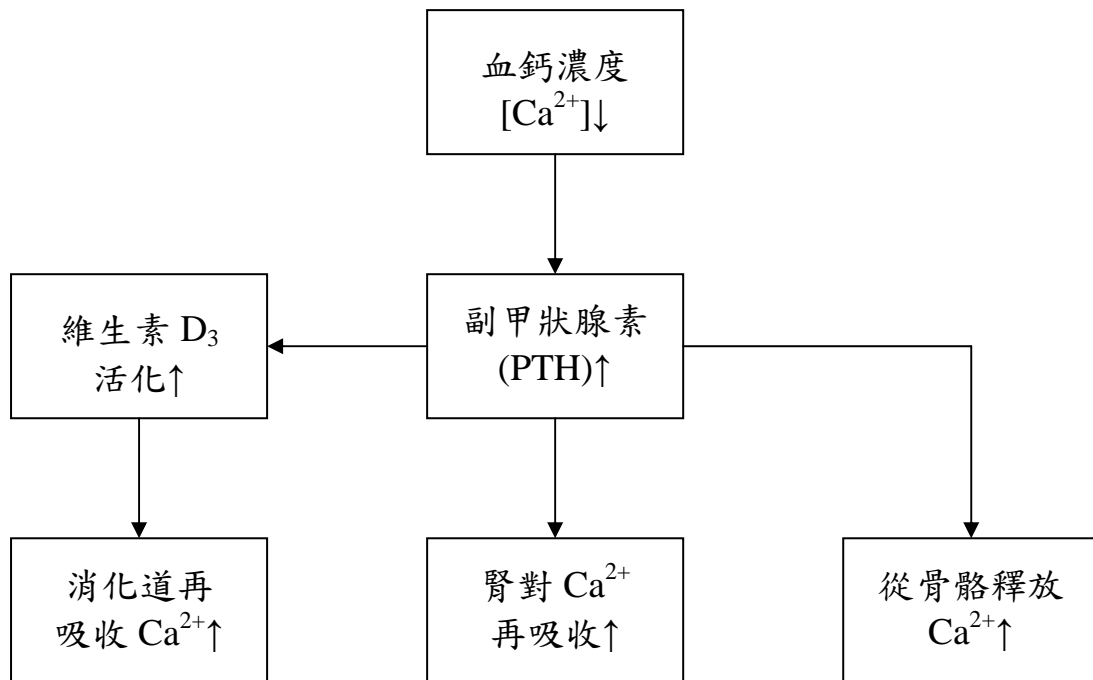 血鈣濃度
[Ca²⁺]↓
維生素 D₃
活化↑
副甲狀腺素
(PTH)↑
消化道再
吸收 Ca²⁺↑
腎對 Ca²⁺
再吸收↑
從骨骼釋放
Ca²⁺↑